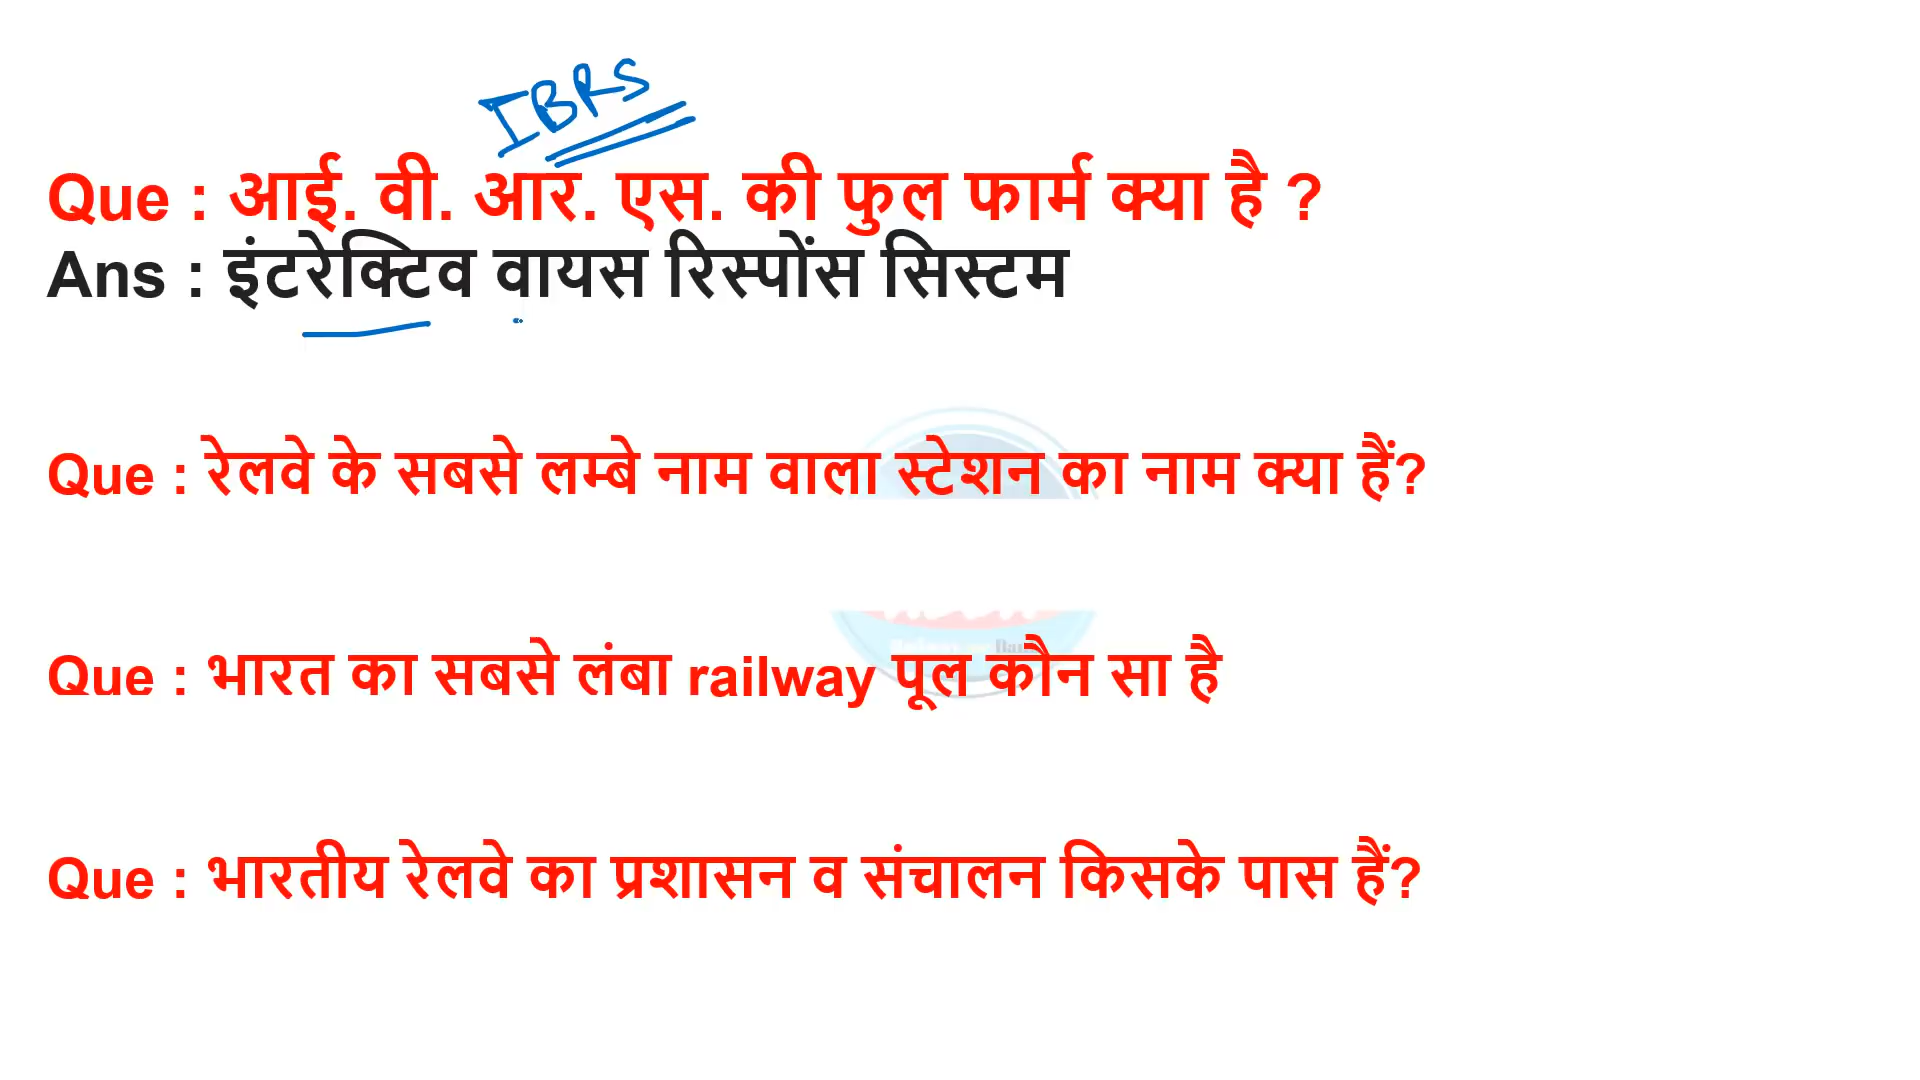 IBRS
Que : आई. वी. आर. एस. की फुल फार्म क्या है ?
Ans : इंटरेक्टिव वायस रिस्पोंस सिस्टम
Que : रेलवे के सबसे लम्बे नाम वाला स्टेशन का नाम क्या हैं?
Que : भारत का सबसे लंबा railway पूल कौन सा है
Que : भारतीय रेलवे का प्रशासन व संचालन किसके पास हैं?